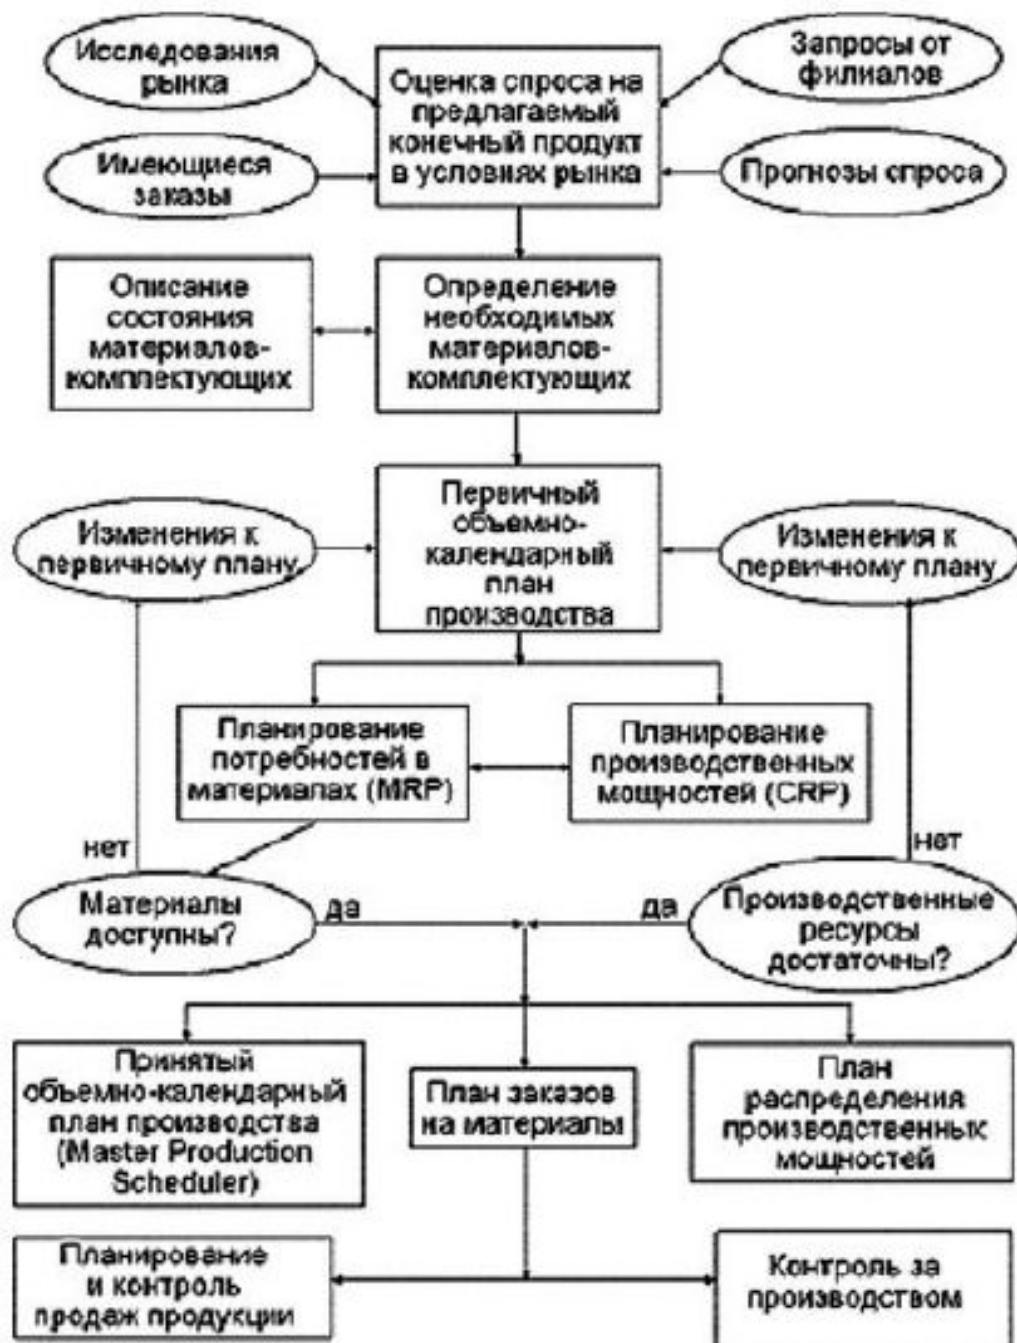 Исследования
рынка
Запросы от
филиалов
Оценка спроса на
предлагаемый
конечный продукт
в условиях рынка
Имеющиеся
заказы
Прогнозы спроса
Описание
состояния
материалов-
комплектующих
Определение
необходимых
материалов-
комплектующих
Первичный
объемно-
календарный
план
производства
Изменения к
первичному плану
Изменения к
первичному плану
Планирование
потребностей в
материалах (MRP)
Планирование
производственных
мощностей (CRP)
нет
нет
Материалы
доступны?
да
да
Производственные
ресурсы
достаточны?
Принятый
объемно-календарный
план производства
(Master Production
Scheduler)
План заказов
на материалы
План
распределения
производственных
мощностей
Планирование
и контроль
продаж продукции
Контроль за
производством